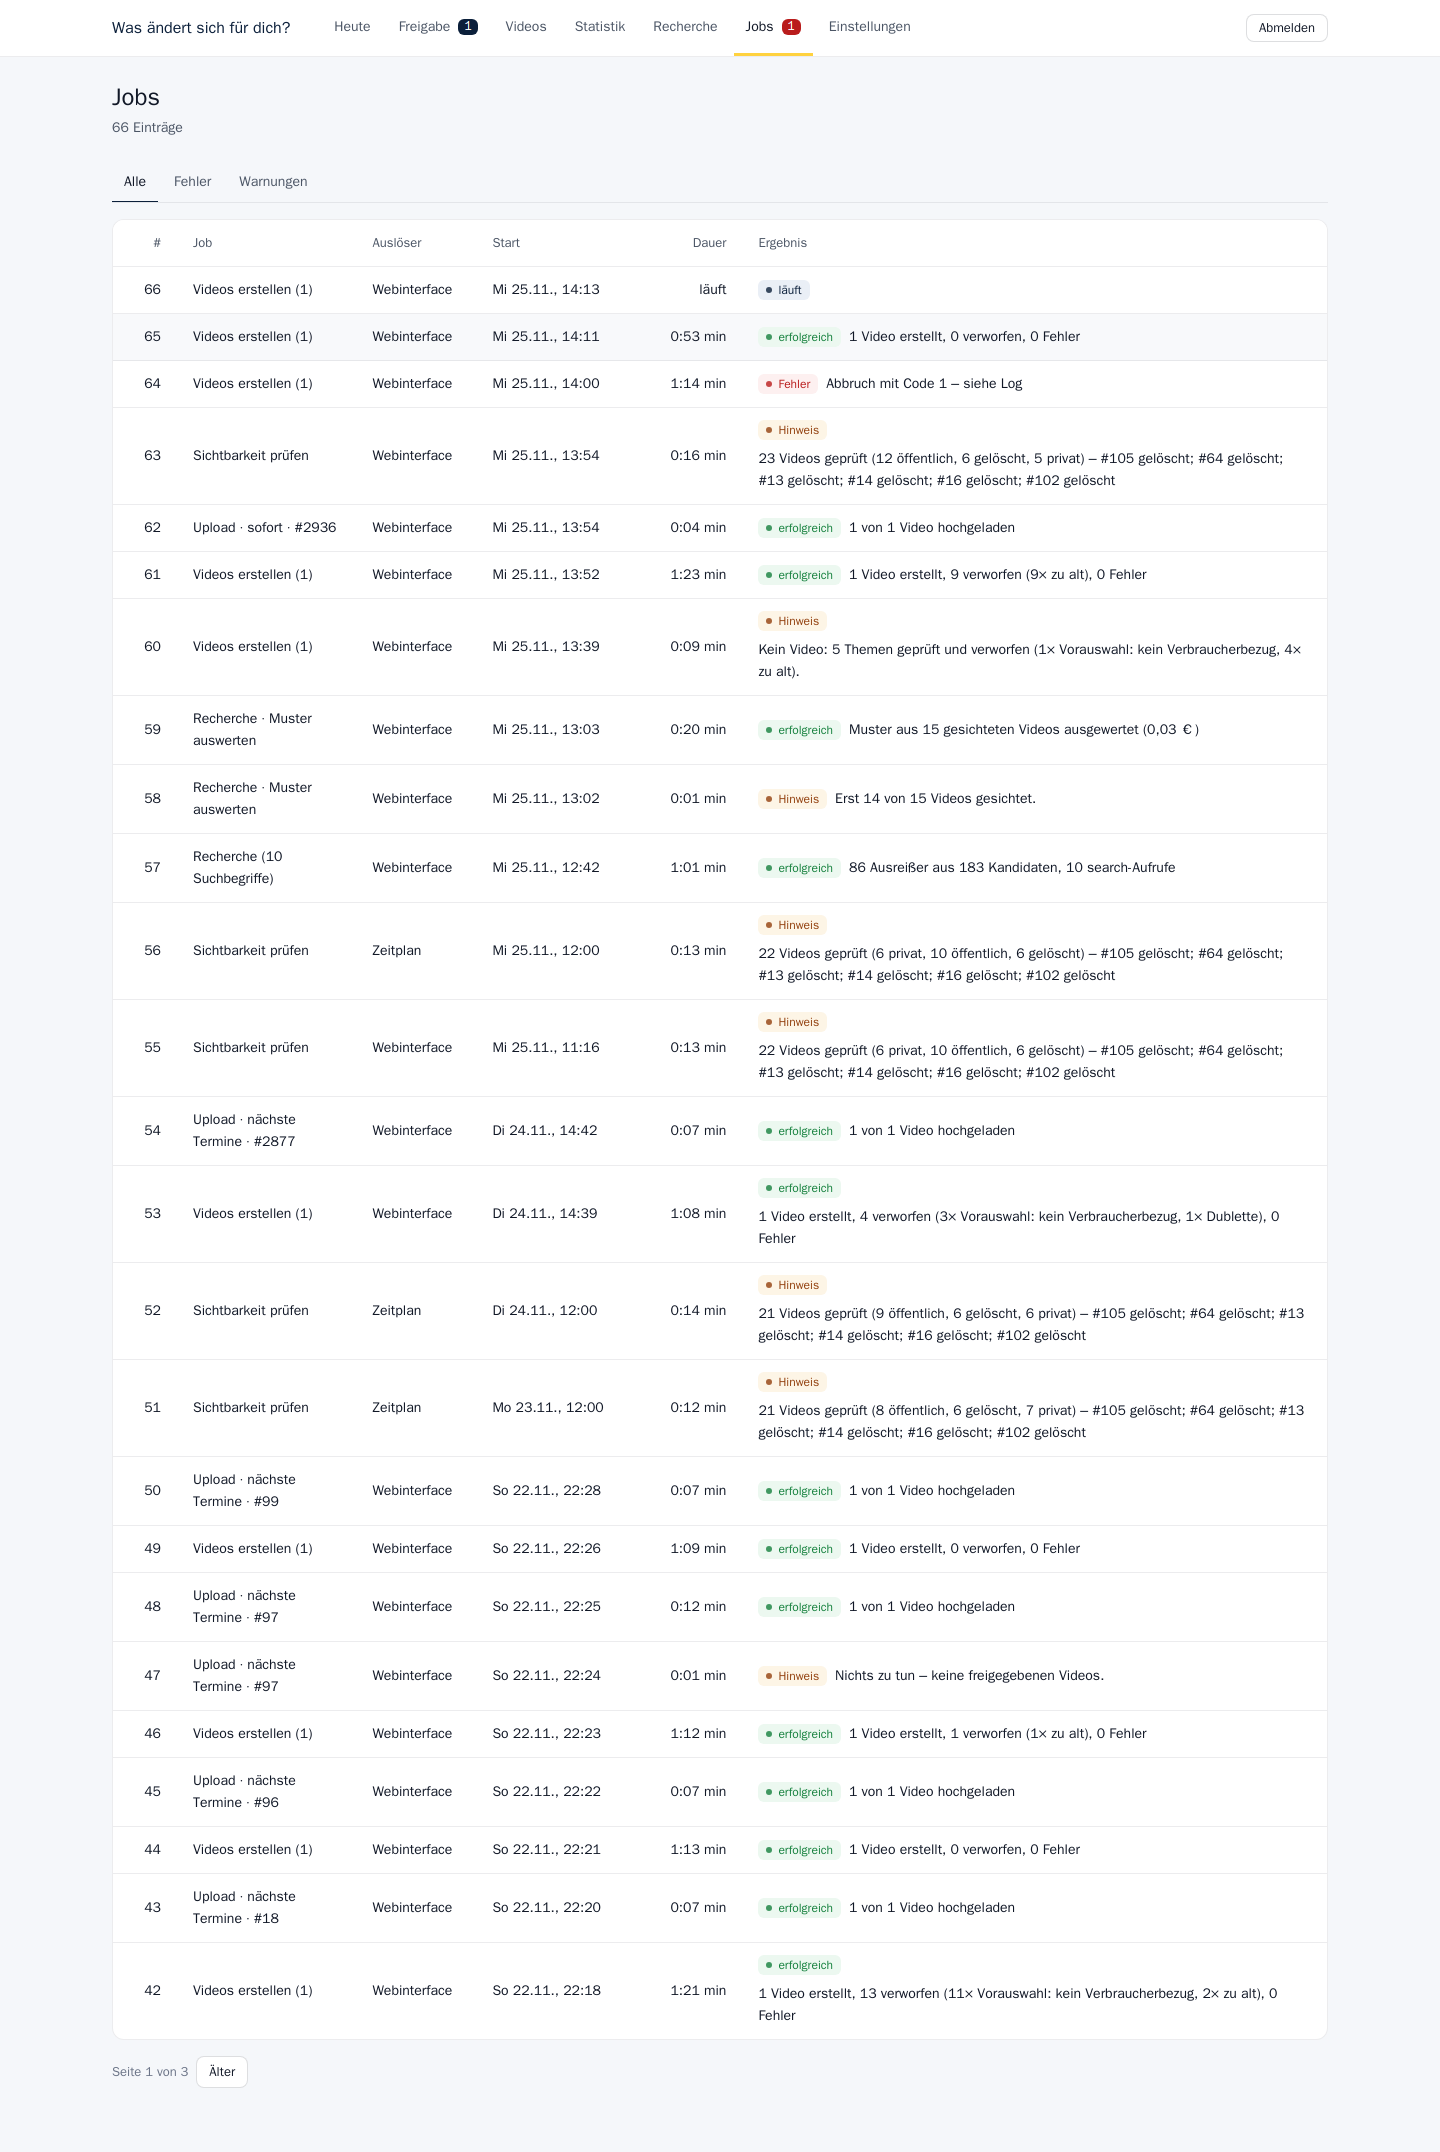 Was ändert sich für dich? Heute Freigabe 1 Videos Statistik Recherche Jobs 1 Einstellungen Abmelden
Jobs
66 Einträge
Alle Fehler Warnungen
# Job Auslöser Start Dauer Ergebnis
66 Videos erstellen (1) Webinterface Mi 25.11., 14:13 läuft läuft
65 Videos erstellen (1) Webinterface Mi 25.11., 14:11 0:53 min erfolgreich 1 Video erstellt, 0 verworfen, 0 Fehler
64 Videos erstellen (1) Webinterface Mi 25.11., 14:00 1:14 min Fehler Abbruch mit Code 1 – siehe Log
63 Sichtbarkeit prüfen Webinterface Mi 25.11., 13:54 0:16 min Hinweis
23 Videos geprüft (12 öffentlich, 6 gelöscht, 5 privat) – #105 gelöscht; #64 gelöscht;
#13 gelöscht; #14 gelöscht; #16 gelöscht; #102 gelöscht
62 Upload · sofort · #2936 Webinterface Mi 25.11., 13:54 0:04 min erfolgreich 1 von 1 Video hochgeladen
61 Videos erstellen (1) Webinterface Mi 25.11., 13:52 1:23 min erfolgreich 1 Video erstellt, 9 verworfen (9× zu alt), 0 Fehler
60 Videos erstellen (1) Webinterface Mi 25.11., 13:39 0:09 min Hinweis
Kein Video: 5 Themen geprüft und verworfen (1× Vorauswahl: kein Verbraucherbezug, 4×
zu alt).
59 Recherche · Muster
auswerten Webinterface Mi 25.11., 13:03 0:20 min erfolgreich Muster aus 15 gesichteten Videos ausgewertet (0,03 €)
58 Recherche · Muster
auswerten Webinterface Mi 25.11., 13:02 0:01 min Hinweis Erst 14 von 15 Videos gesichtet.
57 Recherche (10
Suchbegriffe) Webinterface Mi 25.11., 12:42 1:01 min erfolgreich 86 Ausreißer aus 183 Kandidaten, 10 search-Aufrufe
56 Sichtbarkeit prüfen Zeitplan Mi 25.11., 12:00 0:13 min Hinweis
22 Videos geprüft (6 privat, 10 öffentlich, 6 gelöscht) – #105 gelöscht; #64 gelöscht;
#13 gelöscht; #14 gelöscht; #16 gelöscht; #102 gelöscht
55 Sichtbarkeit prüfen Webinterface Mi 25.11., 11:16 0:13 min Hinweis
22 Videos geprüft (6 privat, 10 öffentlich, 6 gelöscht) – #105 gelöscht; #64 gelöscht;
#13 gelöscht; #14 gelöscht; #16 gelöscht; #102 gelöscht
54 Upload · nächste
Termine · #2877 Webinterface Di 24.11., 14:42 0:07 min erfolgreich 1 von 1 Video hochgeladen
53 Videos erstellen (1) Webinterface Di 24.11., 14:39 1:08 min erfolgreich
1 Video erstellt, 4 verworfen (3× Vorauswahl: kein Verbraucherbezug, 1× Dublette), 0
Fehler
52 Sichtbarkeit prüfen Zeitplan Di 24.11., 12:00 0:14 min Hinweis
21 Videos geprüft (9 öffentlich, 6 gelöscht, 6 privat) – #105 gelöscht; #64 gelöscht; #13
gelöscht; #14 gelöscht; #16 gelöscht; #102 gelöscht
51 Sichtbarkeit prüfen Zeitplan Mo 23.11., 12:00 0:12 min Hinweis
21 Videos geprüft (8 öffentlich, 6 gelöscht, 7 privat) – #105 gelöscht; #64 gelöscht; #13
gelöscht; #14 gelöscht; #16 gelöscht; #102 gelöscht
50 Upload · nächste
Termine · #99 Webinterface So 22.11., 22:28 0:07 min erfolgreich 1 von 1 Video hochgeladen
49 Videos erstellen (1) Webinterface So 22.11., 22:26 1:09 min erfolgreich 1 Video erstellt, 0 verworfen, 0 Fehler
48 Upload · nächste
Termine · #97 Webinterface So 22.11., 22:25 0:12 min erfolgreich 1 von 1 Video hochgeladen
47 Upload · nächste
Termine · #97 Webinterface So 22.11., 22:24 0:01 min Hinweis Nichts zu tun – keine freigegebenen Videos.
46 Videos erstellen (1) Webinterface So 22.11., 22:23 1:12 min erfolgreich 1 Video erstellt, 1 verworfen (1× zu alt), 0 Fehler
45 Upload · nächste
Termine · #96 Webinterface So 22.11., 22:22 0:07 min erfolgreich 1 von 1 Video hochgeladen
44 Videos erstellen (1) Webinterface So 22.11., 22:21 1:13 min erfolgreich 1 Video erstellt, 0 verworfen, 0 Fehler
43 Upload · nächste
Termine · #18 Webinterface So 22.11., 22:20 0:07 min erfolgreich 1 von 1 Video hochgeladen
42 Videos erstellen (1) Webinterface So 22.11., 22:18 1:21 min erfolgreich
1 Video erstellt, 13 verworfen (11× Vorauswahl: kein Verbraucherbezug, 2× zu alt), 0
Fehler
Seite 1 von 3 Älter